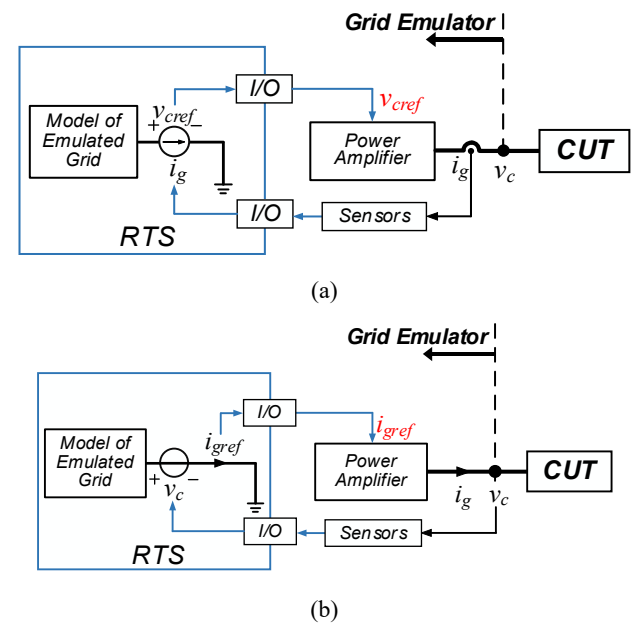 Grid Emulator
I/O
v_cref
v_cref
Model of
Emulated
Grid
+ −
i_g
Power
Amplifier
i_g
v_c
CUT
I/O
Sensors
RTS
(a)
Grid Emulator
I/O
i_gref
i_gref
Model of
Emulated
Grid
+ −
v_c
Power
Amplifier
i_g
v_c
CUT
I/O
Sensors
RTS
(b)